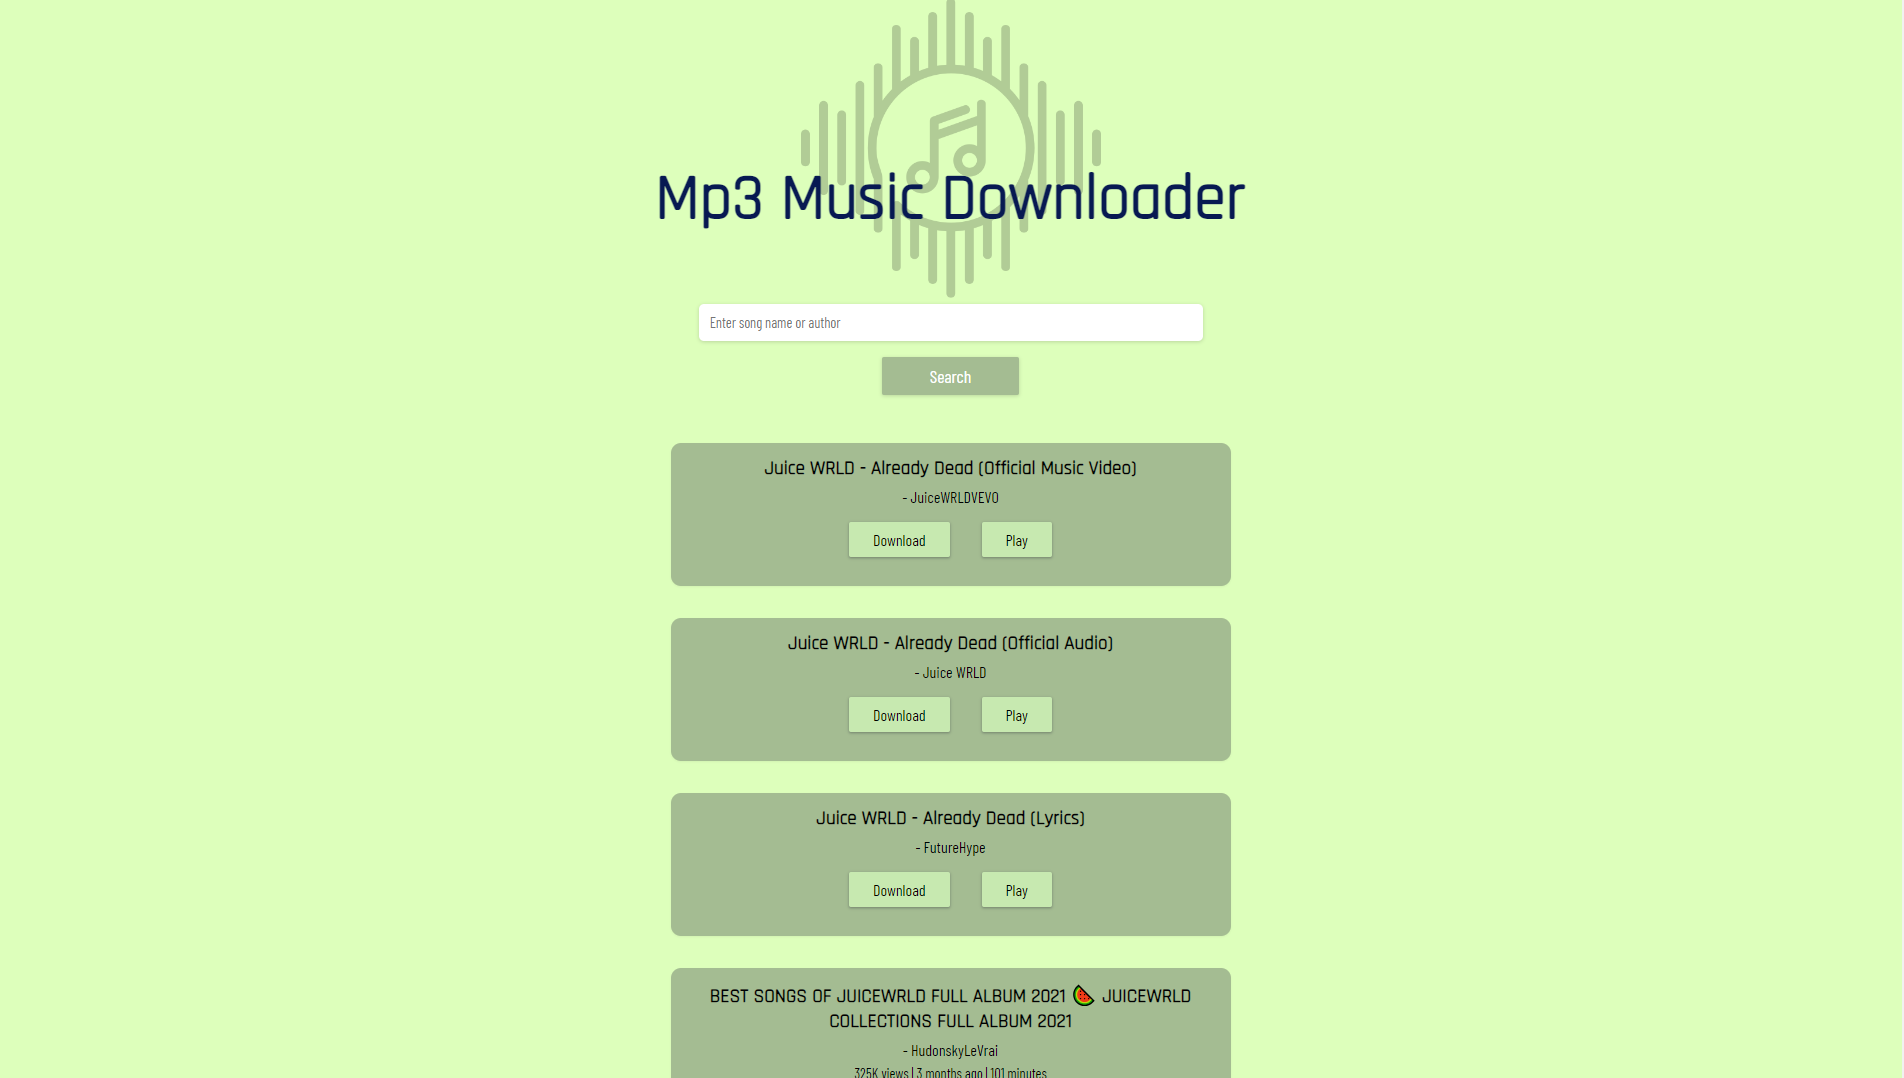 Mp3 Music Downloader
Enter song name or author
Search
Juice WRLD - Already Dead (Official Music Video)
- JuiceWRLDVEVO
Download Play
Juice WRLD - Already Dead (Official Audio)
- Juice WRLD
Download Play
Juice WRLD - Already Dead (Lyrics)
- FutureHype
Download Play
BEST SONGS OF JUICEWRLD FULL ALBUM 2021 🍉 JUICEWRLD
COLLECTIONS FULL ALBUM 2021
- HudonskyLeVrai
325K views | 3 months ago | 101 minutes